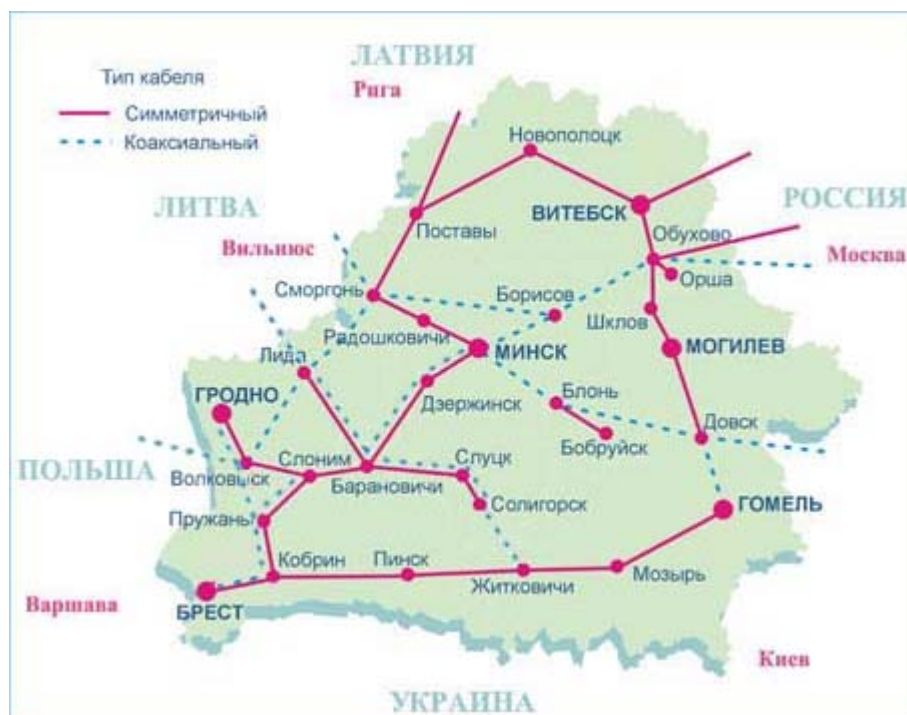 ЛАТВИЯ
Тип кабеля
Рига
Симметричный
Коаксиальный
Новополоцк
ЛИТВА
ВИТЕБСК
РОССИЯ
Поставы
Обухово
Вильнюс
Москва
Сморгонь
Борисов
Орша
Радошковичи
Шклов
Лида
МИНСК
МОГИЛЕВ
ГРОДНО
Дзержинск
Блонь
Довск
Бобруйск
ПОЛЬША
Слоним
Слуцк
Волковыск
Барановичи
Солигорск
ГОМЕЛЬ
Пружаны
Кобрин
Пинск
Житковичи
Мозырь
Варшава
БРЕСТ
Киев
УКРАИНА